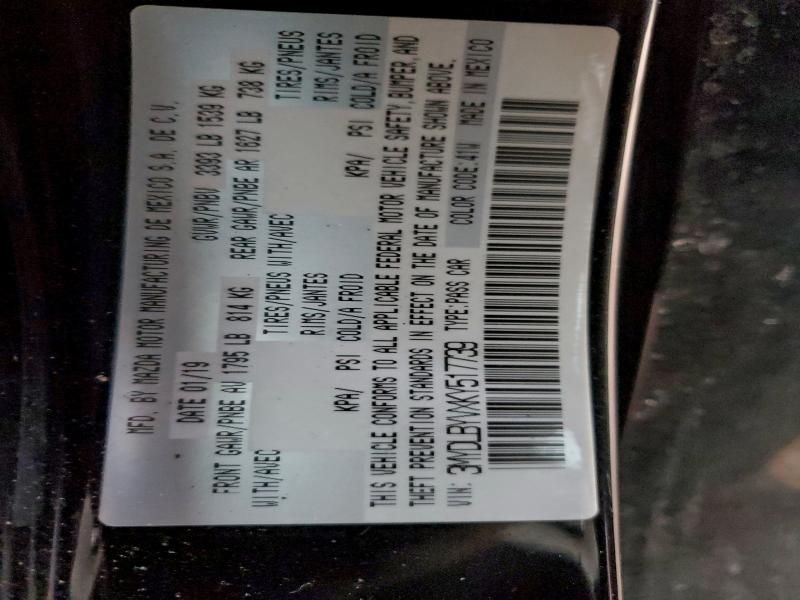 MFD. BY MAZDA MOTOR MANUFACTURING DE MEXICO S.A. DE C.V.
DATE 01/19 GVWR/PNBV 3393 LB 1539 KG
FRONT GAWR/PNBE AV 1795 LB 814 KG REAR GAWR/PNBE AR 1627 LB 738 KG
WITH/AVEC TIRES/PNEUS WITH/AVEC TIRES/PNEUS
RIMS/JANTES RIMS/JANTES
KPA/ PSI COLD/A FROID KPA/ PSI COLD/A FROID
THIS VEHICLE CONFORMS TO ALL APPLICABLE FEDERAL MOTOR VEHICLE SAFETY, BUMPER, AND
THEFT PREVENTION STANDARDS IN EFFECT ON THE DATE OF MANUFACTURE SHOWN ABOVE.
VIN: 3MYDLBYVXKY517739 TYPE:PASS CAR COLOR CODE:41W MADE IN MEXICO